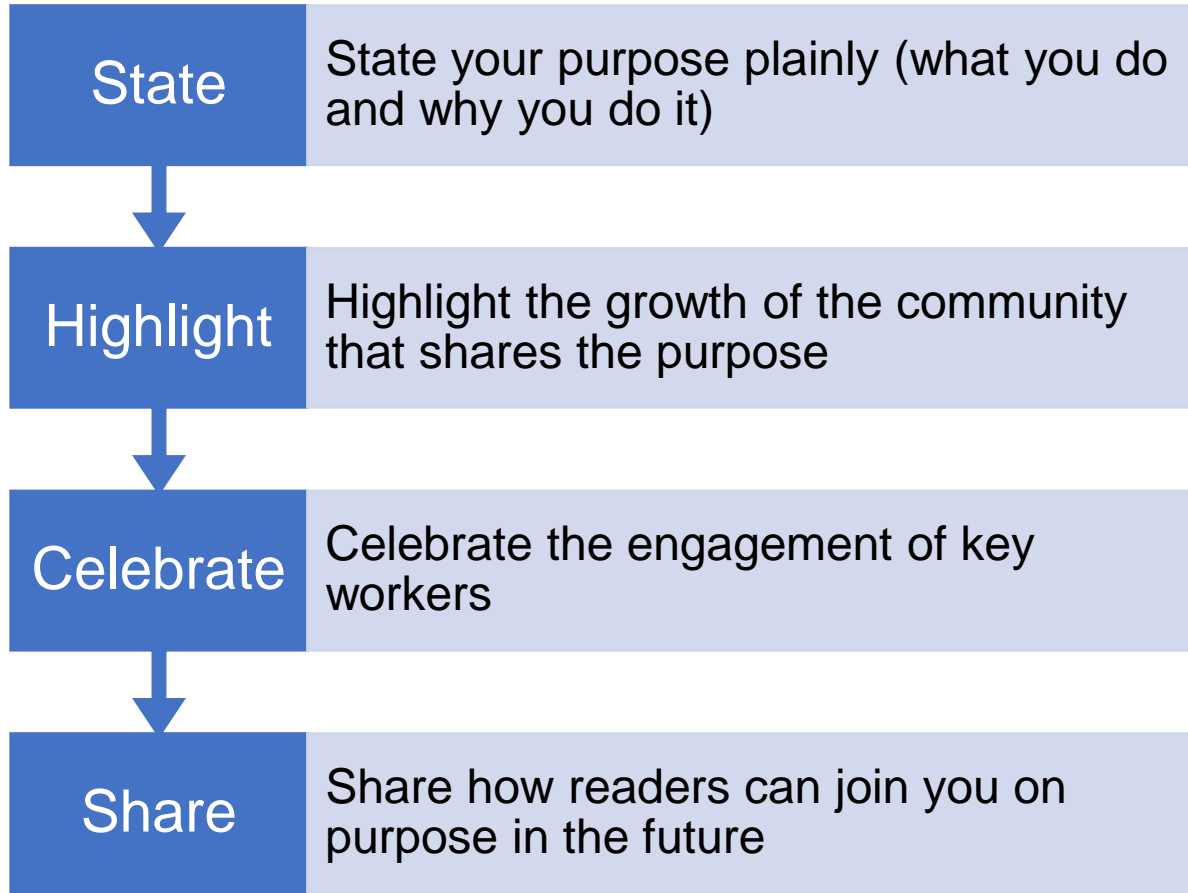 State
State your purpose plainly (what you do
and why you do it)
Highlight
Highlight the growth of the community
that shares the purpose
Celebrate
Celebrate the engagement of key
workers
Share
Share how readers can join you on
purpose in the future